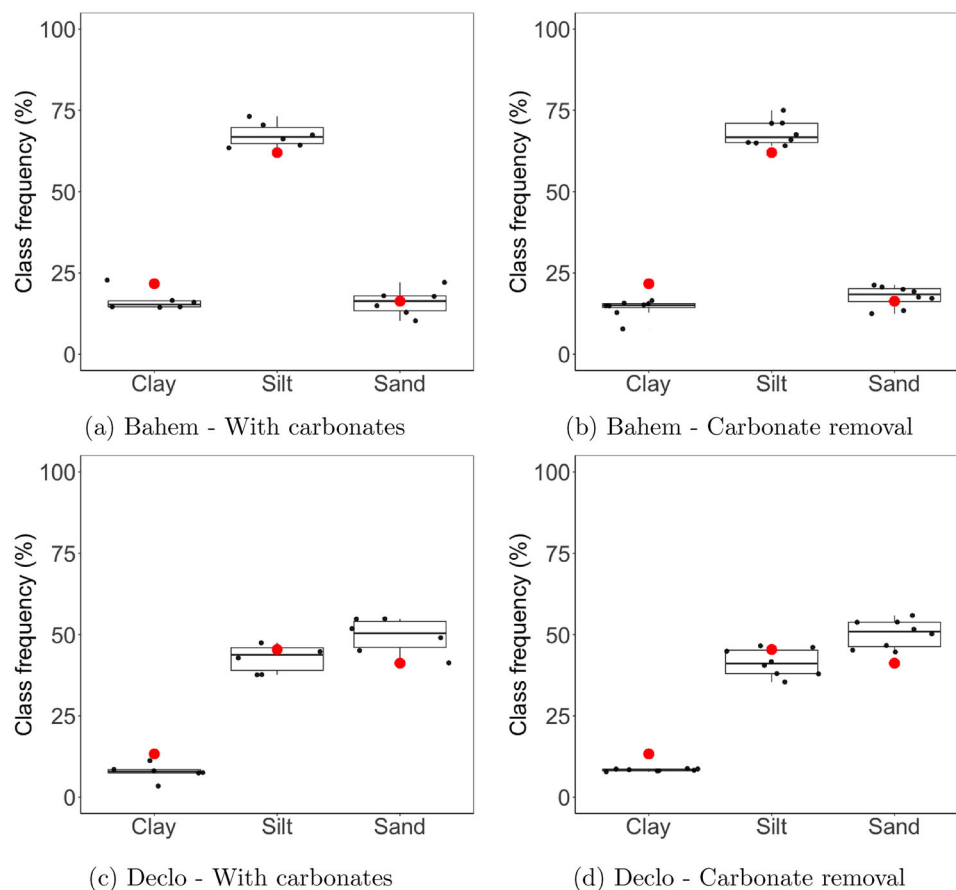 100
75
50
25
0
Class frequency (%)
Clay Silt Sand
(a) Bahem - With carbonates
100
75
50
25
0
Class frequency (%)
Clay Silt Sand
(b) Bahem - Carbonate removal
100
75
50
25
0
Class frequency (%)
Clay Silt Sand
(c) Declo - With carbonates
100
75
50
25
0
Class frequency (%)
Clay Silt Sand
(d) Declo - Carbonate removal